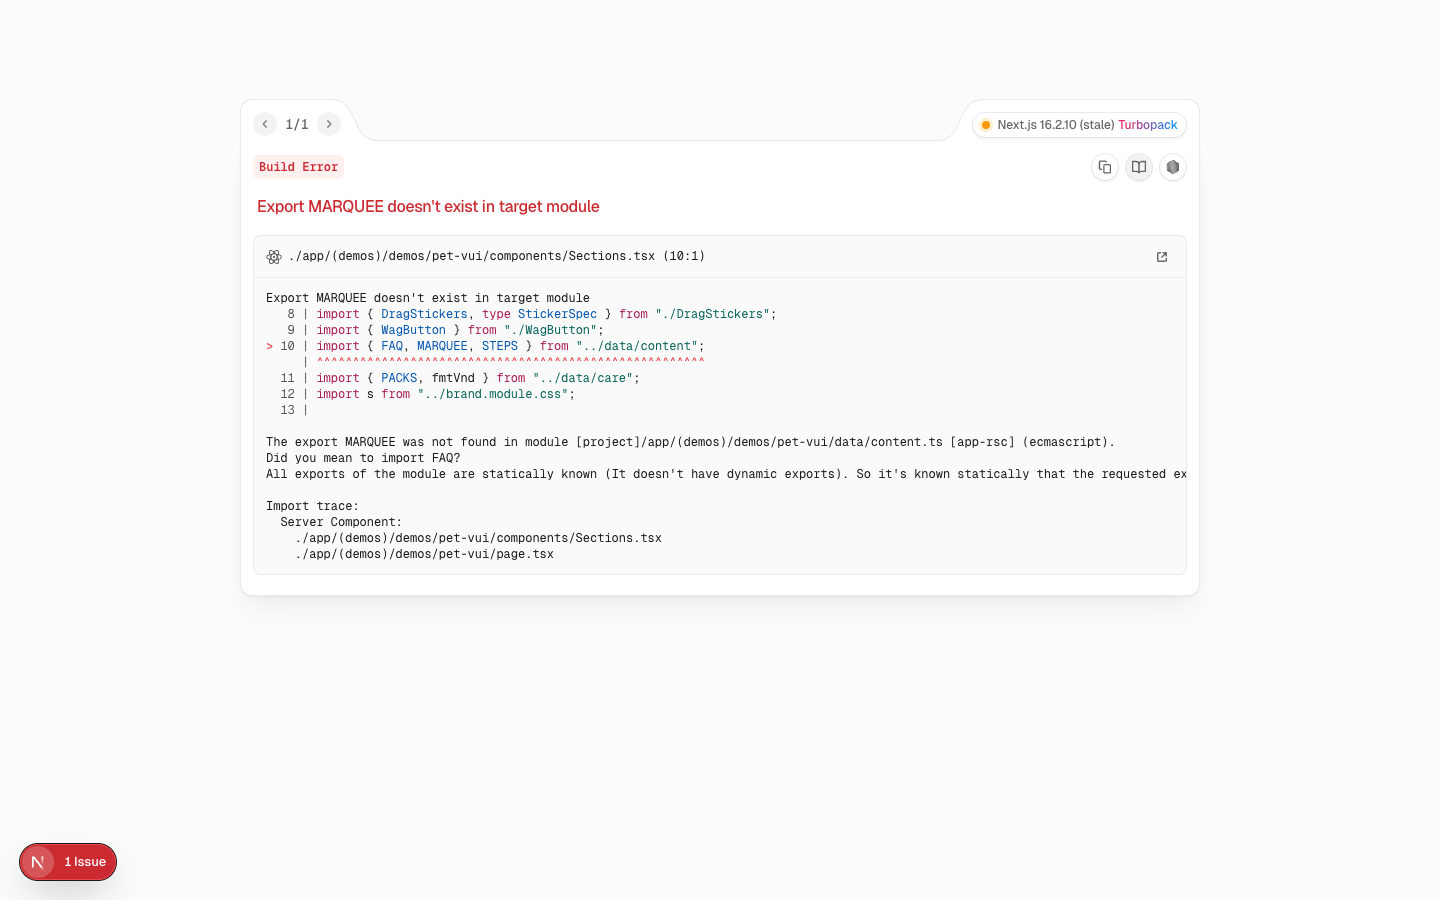 1/1
Next.js 16.2.10 (stale) Turbopack
Build Error
Export MARQUEE doesn't exist in target module
./app/(demos)/demos/pet-vui/components/Sections.tsx (10:1)
Export MARQUEE doesn't exist in target module
8 | import { DragStickers, type StickerSpec } from "./DragStickers";
9 | import { WagButton } from "./WagButton";
> 10 | import { FAQ, MARQUEE, STEPS } from "../data/content";
| ^^^^^^^^^^^^^^^^^^^^^^^^^^^^^^^^^^^^^^^^^^^^^^^^^^^^^^
11 | import { PACKS, fmtVnd } from "../data/care";
12 | import s from "../brand.module.css";
13 |
The export MARQUEE was not found in module [project]/app/(demos)/demos/pet-vui/data/content.ts [app-rsc] (ecmascript).
Did you mean to import FAQ?
All exports of the module are statically known (It doesn't have dynamic exports). So it's known statically that the requested ex
Import trace:
Server Component:
./app/(demos)/demos/pet-vui/components/Sections.tsx
./app/(demos)/demos/pet-vui/page.tsx
N
1 Issue